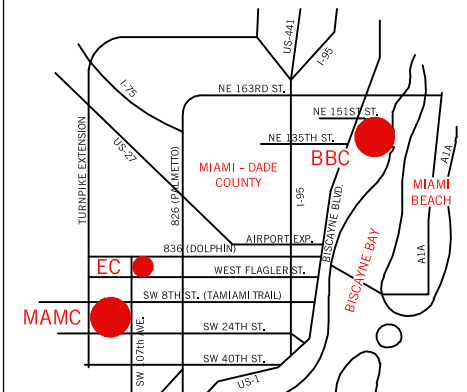 US-441
I-95
I-75
NE 163RD ST.
NE 151ST ST.
US-27
NE 135TH ST.
BBC
TURNPIKE EXTENSION
826 (PALMETTO)
MIAMI - DADE
COUNTY
I-95
BISCAYNE BLVD.
A1A
MIAMI
BEACH
BISCAYNE BAY
A1A
AIRPORT EXP.
836 (DOLPHIN)
EC
WEST FLAGLER ST.
SW 8TH ST. (TAMIAMI TRAIL)
MAMC
SW 107th AVE.
SW 24TH ST.
SW 40TH ST.
US-1